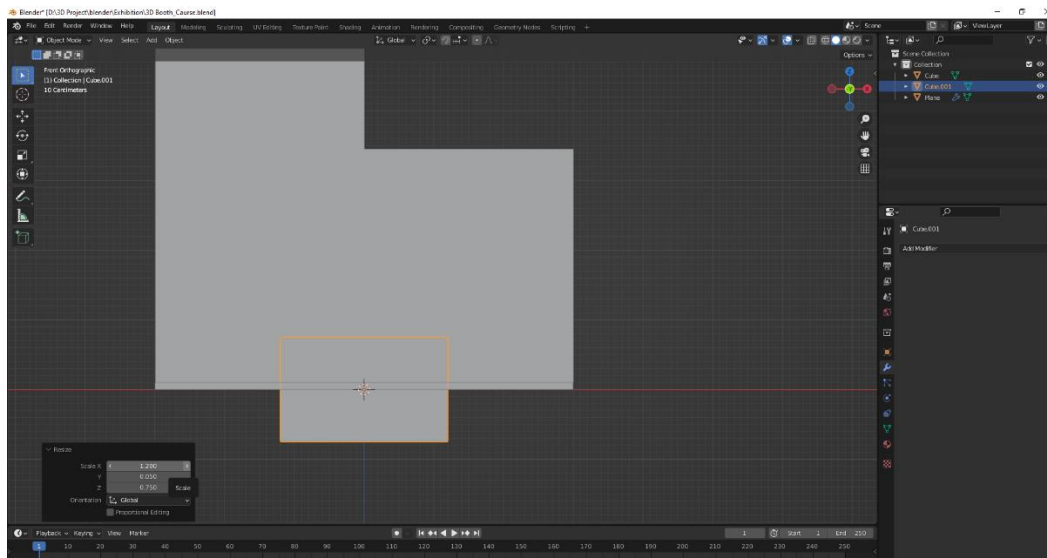 Blender* [D:\3D Project\blender\Exhibition\3D Booth_Caurse.blend]
File Edit Render Window Help Layout Modeling Sculpting UV Editing Texture Paint Shading Animation Rendering Compositing Geometry Nodes Scripting + Scene ViewLayer
Object Mode View Select Add Object Global
Options
Front Orthographic
(1) Collection | Cube.001
10 Centimeters
Scene Collection
Collection
Cube
Cube.001
Plane
Cube.001
Add Modifier
Resize
Scale X 1.200
Y 0.050
Z 0.750 Scale
Orientation Global
Proportional Editing
Playback Keying View Marker 1 Start 1 End 250
1 10 20 30 40 50 60 70 80 90 100 110 120 130 140 150 160 170 180 190 200 210 220 230 240 250